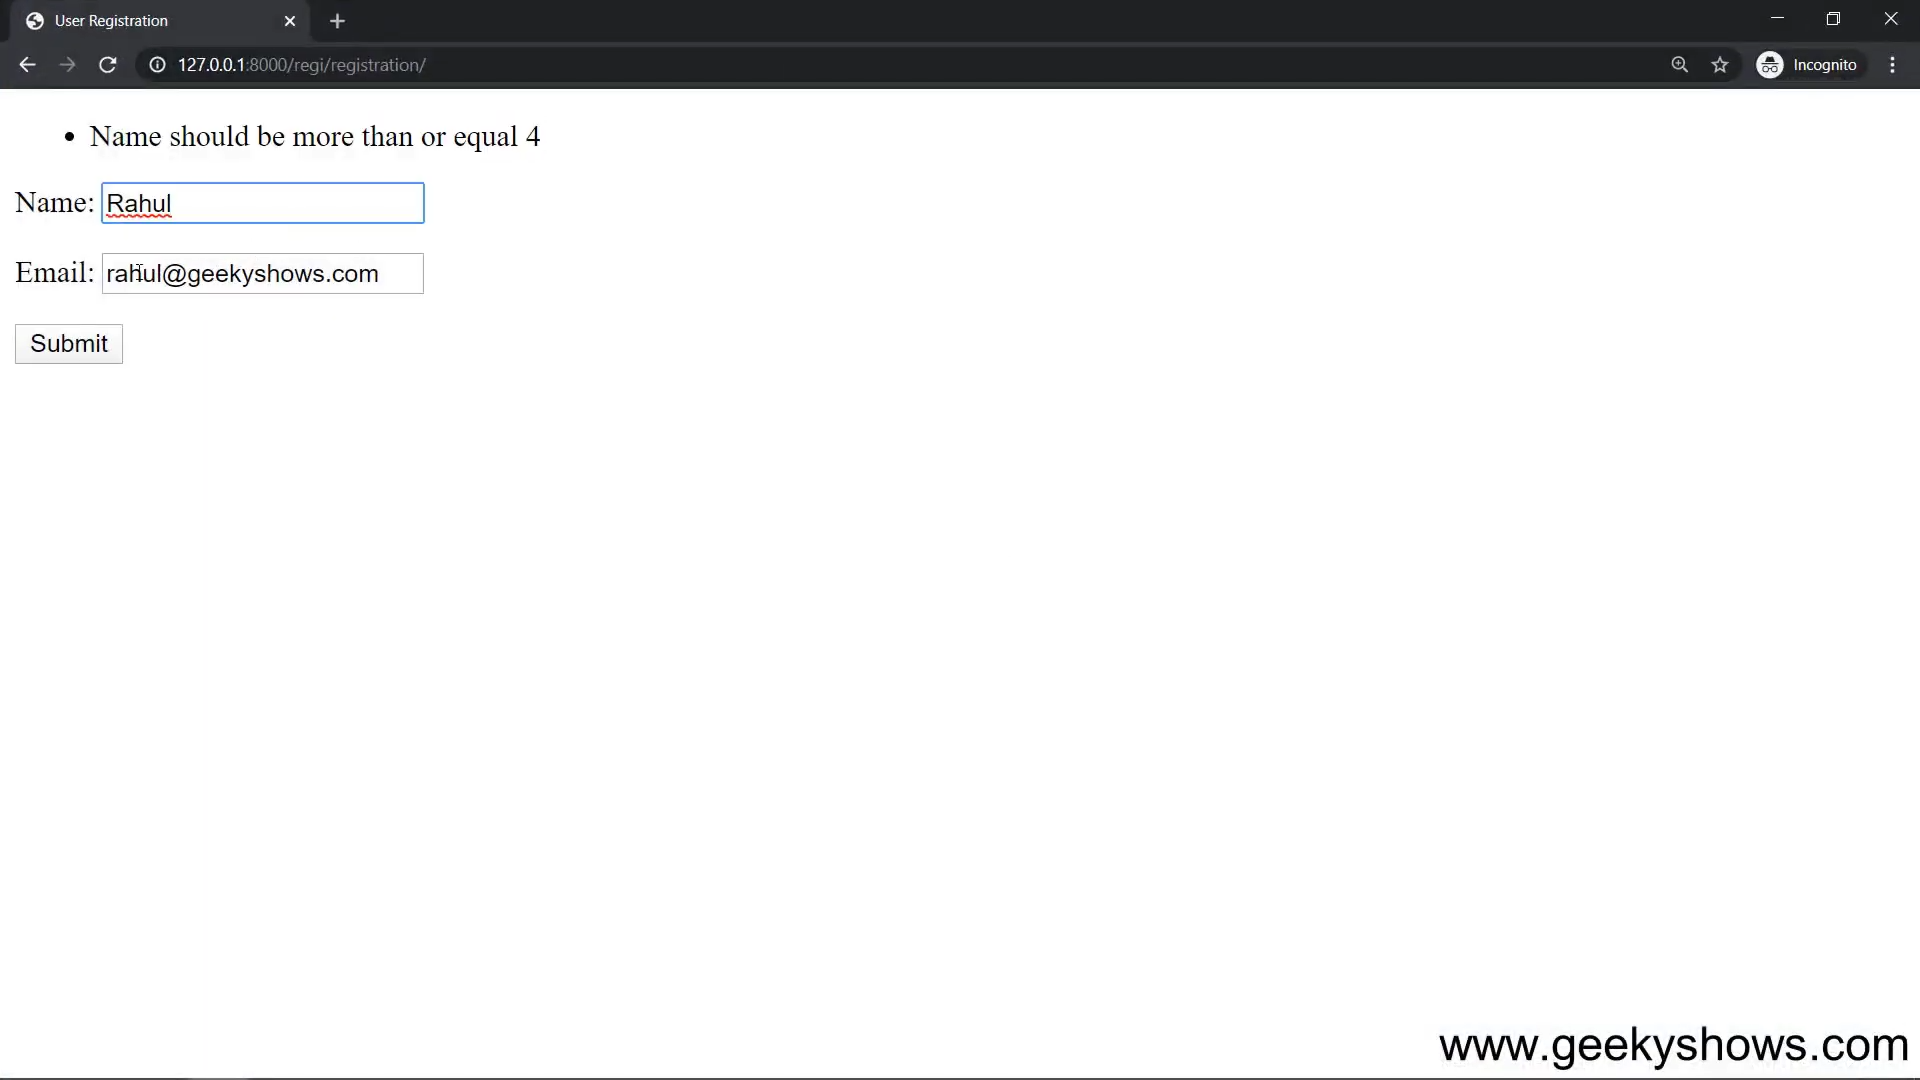 User Registration
127.0.0.1:8000/regi/registration/
Incognito
• Name should be more than or equal 4
Name: Rahul
Email: rahul@geekyshows.com
Submit
www.geekyshows.com